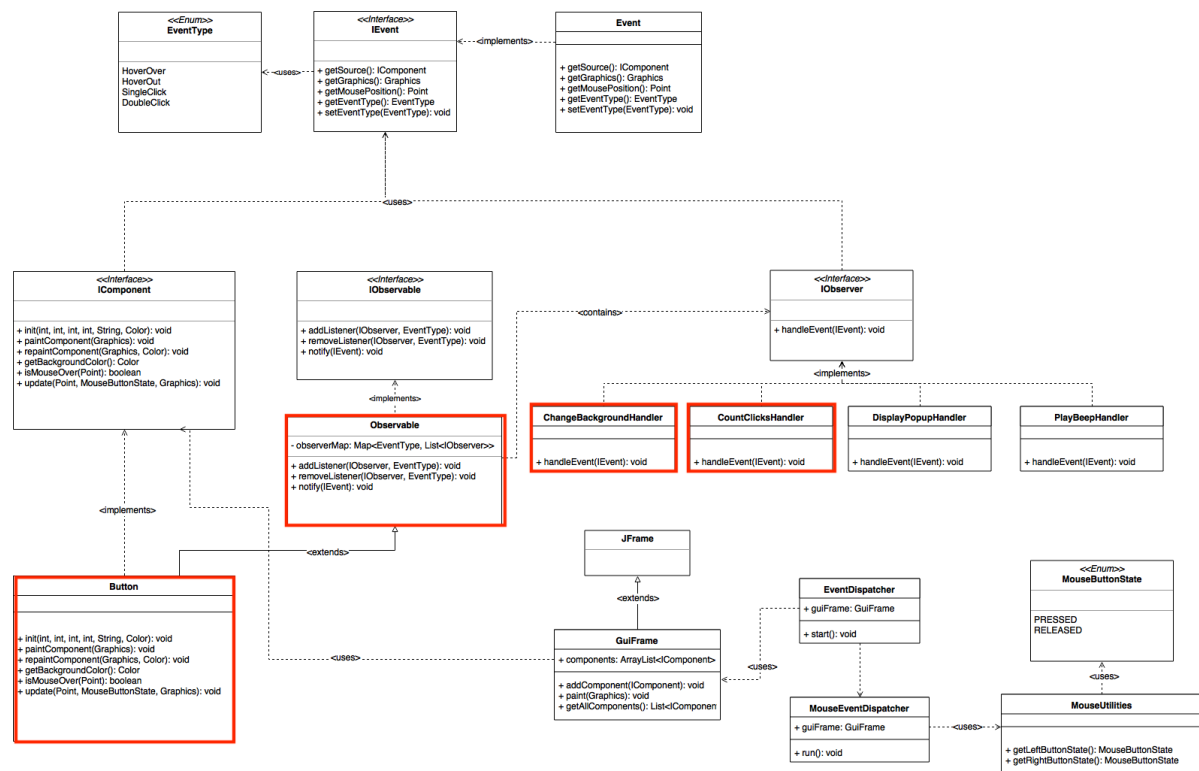 <<Enum>>
EventType
HoverOver
HoverOut
SingleClick
DoubleClick
<uses>
<<Interface>>
IEvent
+ getSource(): IComponent
+ getGraphics(): Graphics
+ getMousePosition(): Point
+ getEventType(): EventType
+ setEventType(EventType): void
<implements>
Event
+ getSource(): IComponent
+ getGraphics(): Graphics
+ getMousePosition(): Point
+ getEventType(): EventType
+ setEventType(EventType): void
<uses>
<<Interface>>
IComponent
+ init(int, int, int, int, String, Color): void
+ paintComponent(Graphics): void
+ repaintComponent(Graphics, Color): void
+ getBackgroundColor(): Color
+ isMouseOver(Point): boolean
+ update(Point, MouseButtonState, Graphics): void
<<Interface>>
IObservable
+ addListener(IObserver, EventType): void
+ removeListener(IObserver, EventType): void
+ notify(IEvent): void
<contains>
<<Interface>>
IObserver
+ handleEvent(IEvent): void
<implements>
<implements>
Observable
- observerMap: Map<EventType, List<IObserver>>
+ addListener(IObserver, EventType): void
+ removeListener(IObserver, EventType): void
+ notify(IEvent): void
ChangeBackgroundHandler
+ handleEvent(IEvent): void
CountClicksHandler
+ handleEvent(IEvent): void
DisplayPopupHandler
+ handleEvent(IEvent): void
PlayBeepHandler
+ handleEvent(IEvent): void
<implements>
<extends>
Button
+ init(int, int, int, int, String, Color): void
+ paintComponent(Graphics): void
+ repaintComponent(Graphics, Color): void
+ getBackgroundColor(): Color
+ isMouseOver(Point): boolean
+ update(Point, MouseButtonState, Graphics): void
JFrame
<extends>
<uses>
GuiFrame
+ components: ArrayList<IComponent>
+ addComponent(IComponent): void
+ paint(Graphics): void
+ getAllComponents(): List<IComponen
<uses>
EventDispatcher
+ guiFrame: GuiFrame
+ start(): void
MouseEventDispatcher
+ guiFrame: GuiFrame
+ run(): void
<uses>
<<Enum>>
MouseButtonState
PRESSED
RELEASED
<uses>
MouseUtilities
+ getLeftButtonState(): MouseButtonState
+ getRightButtonState(): MouseButtonState